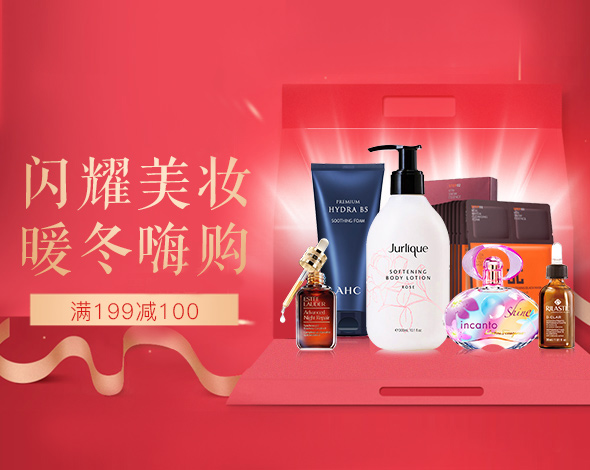 闪耀美妆
暖冬嗨购
满199减100
PREMIUM
HYDRA B5
SOOTHING FOAM
AHC
Jurlique
SOFTENING
BODY LOTION
ROSE
ESTEE
LAUDER
Advanced
Night Repair
incanto
Shine
RILASTIL
D-CLAR